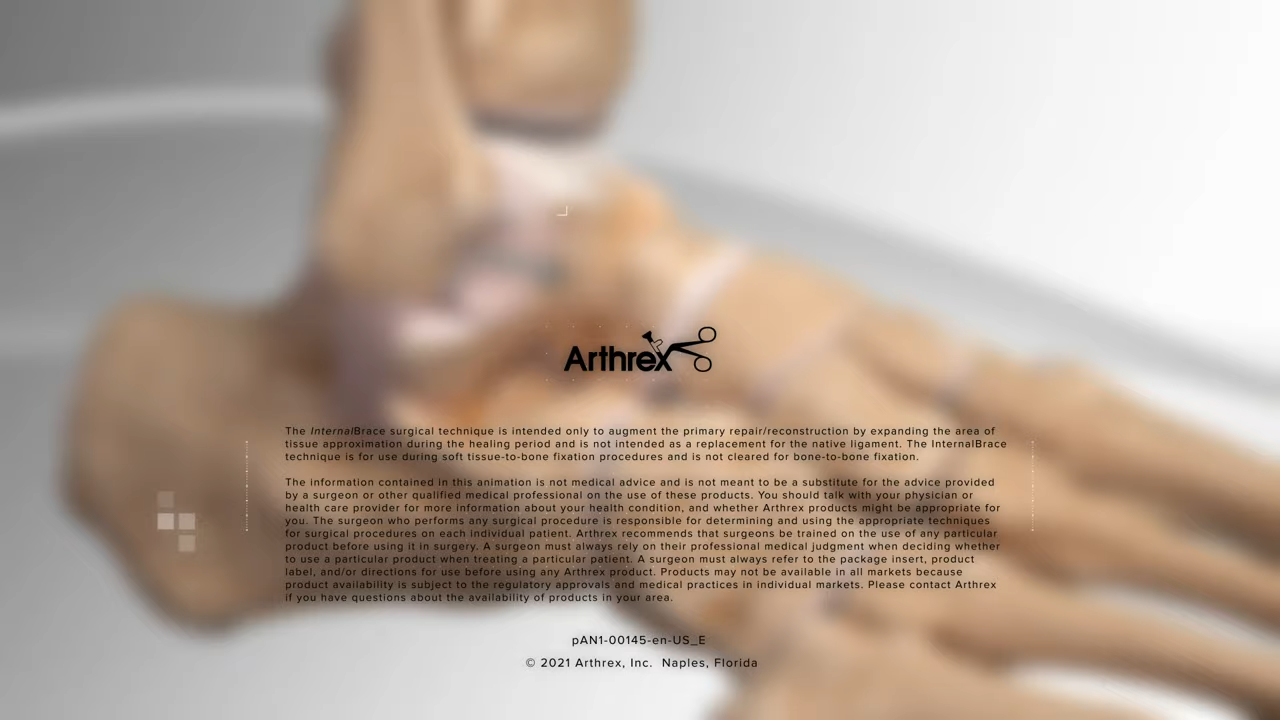 Arthrex
The InternalBrace surgical technique is intended only to augment the primary repair/reconstruction by expanding the area of
tissue approximation during the healing period and is not intended as a replacement for the native ligament. The InternalBrace
technique is for use during soft tissue-to-bone fixation procedures and is not cleared for bone-to-bone fixation.
The information contained in this animation is not medical advice and is not meant to be a substitute for the advice provided
by a surgeon or other qualified medical professional on the use of these products. You should talk with your physician or
health care provider for more information about your health condition, and whether Arthrex products might be appropriate for
you. The surgeon who performs any surgical procedure is responsible for determining and using the appropriate techniques
for surgical procedures on each individual patient. Arthrex recommends that surgeons be trained on the use of any particular
product before using it in surgery. A surgeon must always rely on their professional medical judgment when deciding whether
to use a particular product when treating a particular patient. A surgeon must always refer to the package insert, product
label, and/or directions for use before using any Arthrex product. Products may not be available in all markets because
product availability is subject to the regulatory approvals and medical practices in individual markets. Please contact Arthrex
if you have questions about the availability of products in your area.
pAN1-00145-en-US_E
© 2021 Arthrex, Inc. Naples, Florida